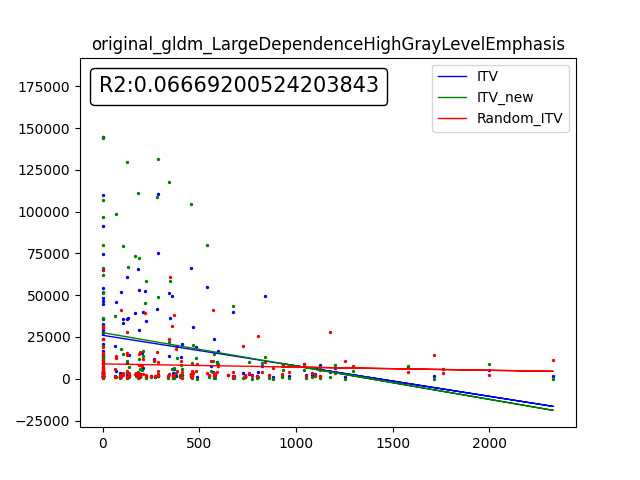 original_gldm_LargeDependenceHighGrayLevelEmphasis
R2:0.06669200524203843
ITV
ITV_new
Random_ITV
175000
150000
125000
100000
75000
50000
25000
0
−25000
0
500
1000
1500
2000